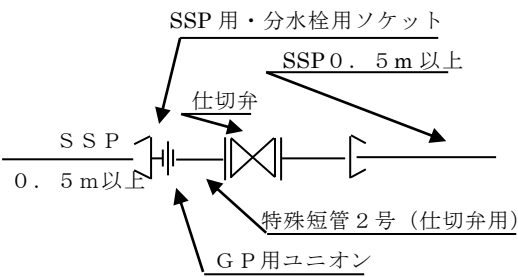 SSP用・分水栓用ソケット
SSP０．５ｍ以上
仕切弁
ＳＳＰ
０．５ｍ以上
特殊短管２号（仕切弁用）
ＧＰ用ユニオン